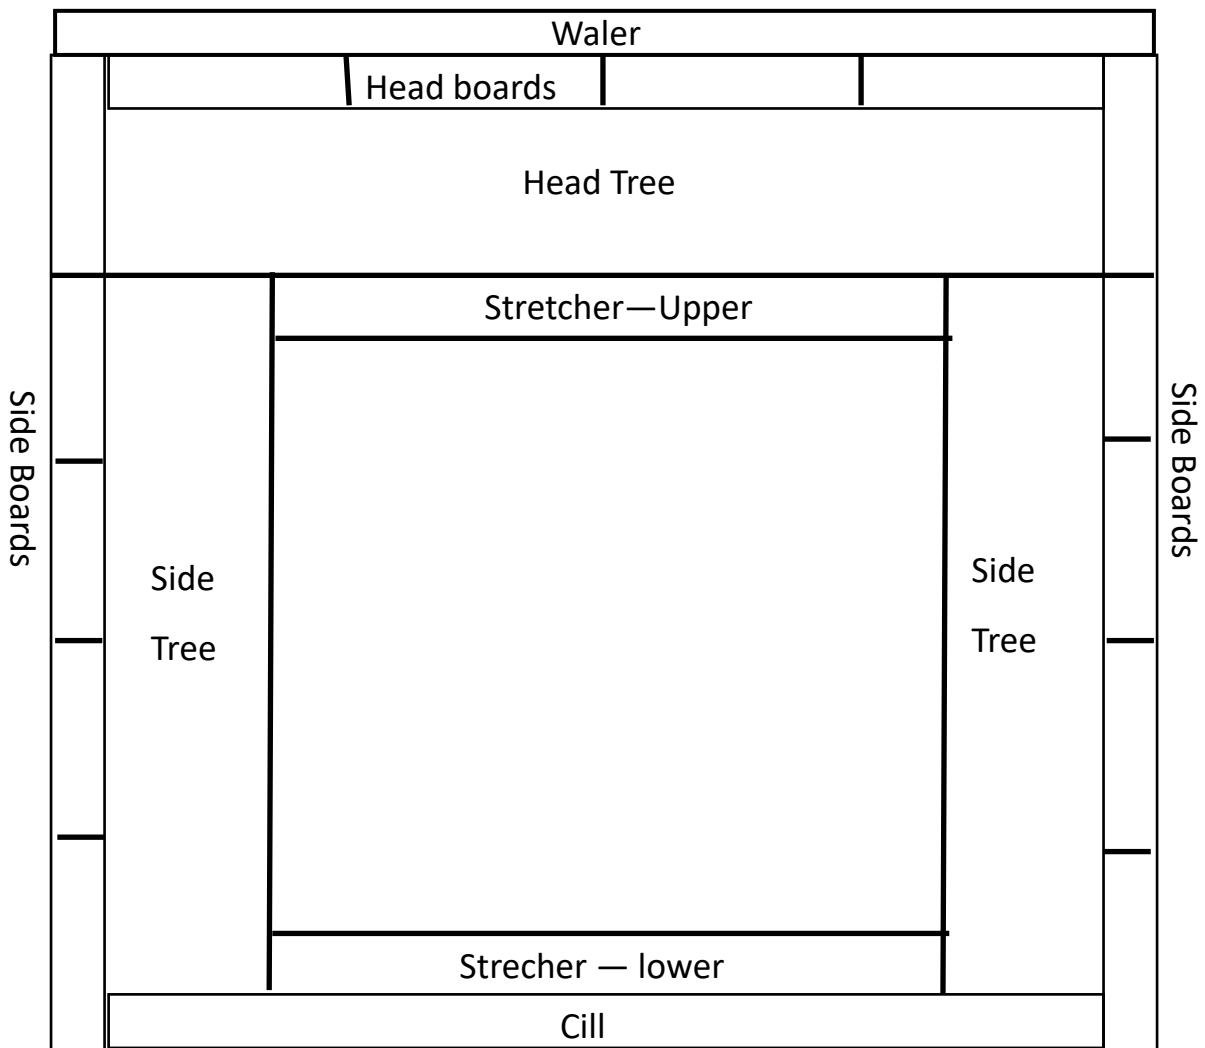 Waler
Head boards
Head Tree
Stretcher—Upper
Side Boards
Side Boards
Side
Tree
Side
Tree
Strecher — lower
Cill